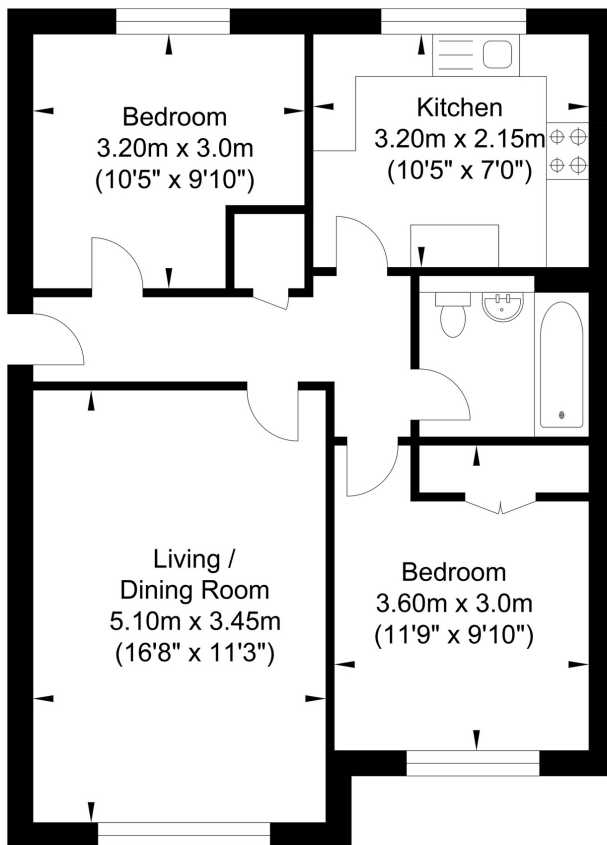 Bedroom
3.20m x 3.0m
(10'5" x 9'10")
Kitchen
3.20m x 2.15m
(10'5" x 7'0")
Living /
Dining Room
5.10m x 3.45m
(16'8" x 11'3")
Bedroom
3.60m x 3.0m
(11'9" x 9'10")